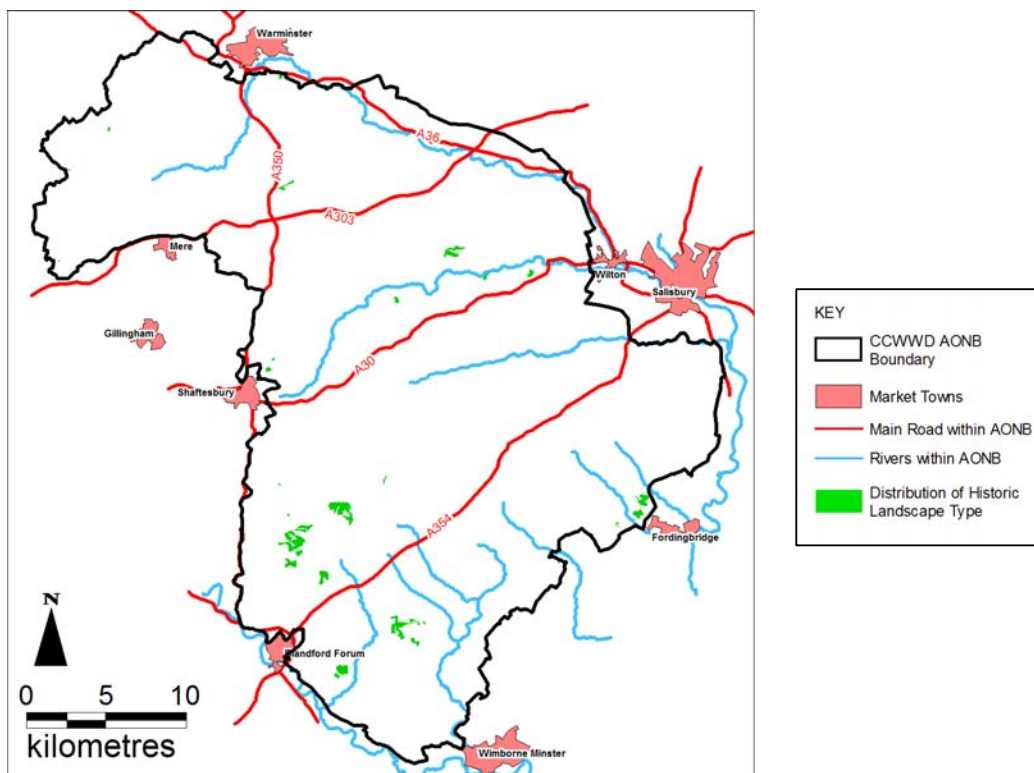 Warminster
A36
A350
A303
Mere
Wilton
Salisbury
Gillingham
A30
Shaftesbury
A354
Fordingbridge
N
Blandford Forum
0 5 10
kilometres
Wimborne Minster
KEY
CCWWD AONB
Boundary
Market Towns
Main Road within AONB
Rivers within AONB
Distribution of Historic
Landscape Type